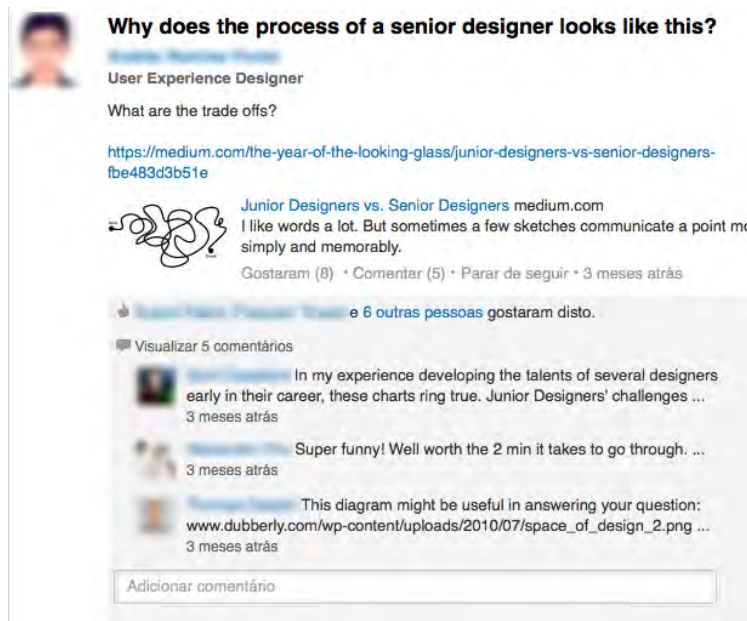 Why does the process of a senior designer looks like this?
User Experience Designer
What are the trade offs?
https://medium.com/the-year-of-the-looking-glass/junior-designers-vs-senior-designers-
fbe483d3b51e
Junior Designers vs. Senior Designers medium.com
I like words a lot. But sometimes a few sketches communicate a point mo
simply and memorably.
Gostaram (8) • Comentar (5) • Parar de seguir • 3 meses atrás
e 6 outras pessoas gostaram disto.
Visualizar 5 comentários
In my experience developing the talents of several designers
early in their career, these charts ring true. Junior Designers' challenges ...
3 meses atrás
Super funny! Well worth the 2 min it takes to go through. ...
3 meses atrás
This diagram might be useful in answering your question:
www.dubberly.com/wp-content/uploads/2010/07/space_of_design_2.png ...
3 meses atrás
Adicionar comentário